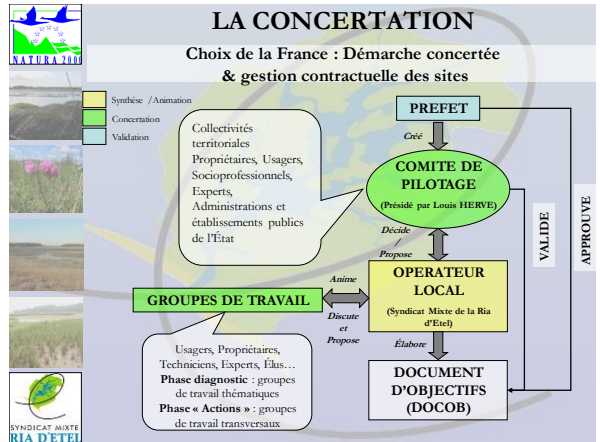 LA CONCERTATION
Choix de la France : Démarche concertée
& gestion contractuelle des sites
NATURA 2000
Synthèse /Animation
Concertation
Validation
Collectivités
territoriales
Propriétaires, Usagers,
Socioprofessionnels,
Experts,
Administrations et
établissements publics
de l'État
PREFET
Créé
COMITE DE
PILOTAGE
(Présidé par Louis HERVE)
Décide
/
Propose
VALIDE
APPROUVE
OPERATEUR
LOCAL
(Syndicat Mixte de la Ria
d'Etel)
Anime
Discute et
Propose
GROUPES DE TRAVAIL
Usagers, Propriétaires,
Techniciens, Experts, Élus…
Phase diagnostic : groupes
de travail thématiques
Phase « Actions » : groupes
de travail transversaux
Élabore
DOCUMENT
D'OBJECTIFS
(DOCOB)
SYNDICAT MIXTE
RIA D'ETEL